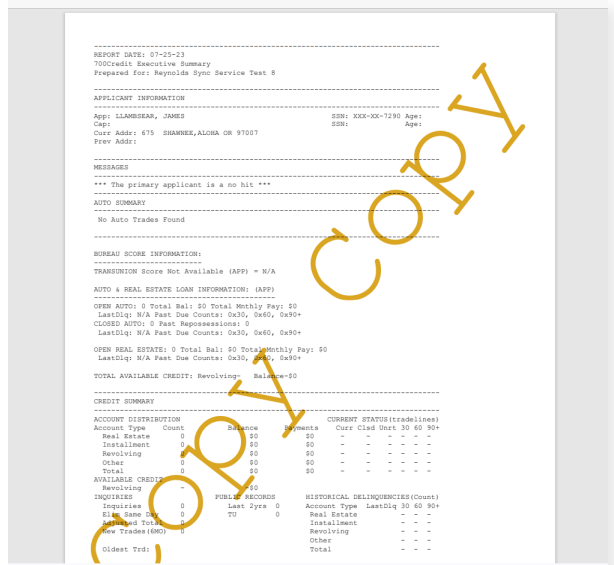 REPORT DATE: 07-25-23
700Credit Executive Summary
Prepared for: Reynolds Sync Service Test 8
APPLICANT INFORMATION
App: LLAMBSEAR, JAMES SSN: XXX-XX-7290 Age:
Cap: SSN: Age:
Curr Addr: 675 SHAWNEE,ALOHA OR 97007
Prev Addr:
MESSAGES
*** The primary applicant is a no hit ***
AUTO SUMMARY
No Auto Trades Found
BUREAU SCORE INFORMATION:
TRANSUNION Score Not Available (APP) = N/A
AUTO & REAL ESTATE LOAN INFORMATION: (APP)
OPEN AUTO: 0 Total Bal: $0 Total Mnthly Pay: $0
LastDlq: N/A Past Due Counts: 0x30, 0x60, 0x90+
CLOSED AUTO: 0 Past Repossessions: 0
LastDlq: N/A Past Due Counts: 0x30, 0x60, 0x90+
OPEN REAL ESTATE: 0 Total Bal: $0 Total Mnthly Pay: $0
LastDlq: N/A Past Due Counts: 0x30, 0x60, 0x90+
TOTAL AVAILABLE CREDIT: Revolving- Balance-$0
CREDIT SUMMARY
ACCOUNT DISTRIBUTION CURRENT STATUS(tradelines)
Account Type Count Balance Payments Curr Clsd Unrt 30 60 90+
Real Estate 0 $0 $0 - - - - - -
Installment 0 $0 $0 - - - - - -
Revolving 0 $0 $0 - - - - - -
Other 0 $0 $0 - - - - - -
Total 0 $0 $0 - - - - - -
AVAILABLE CREDIT
Revolving - -$0
INQUIRIES PUBLIC RECORDS HISTORICAL DELINQUENCIES(Count)
Inquiries 0 Last 2yrs 0 Account Type LastDlq 30 60 90+
Elim Same Day 0 TU 0 Real Estate - - -
Adjusted Total 0 Installment - - -
New Trades(6MO) 0 Revolving - - -
Other - - -
Oldest Trd: Total - - -
Copy
Copy